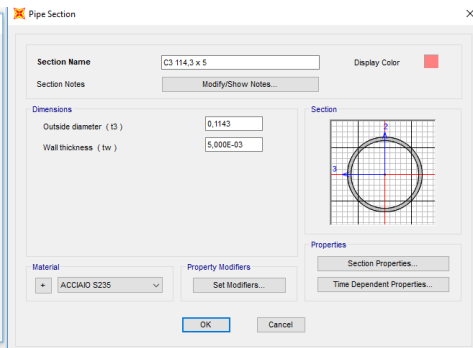 Pipe Section
Section Name
C3 114,3 x 5
Display Color
Section Notes
Modify/Show Notes...
Dimensions
Outside diameter ( t3 )
0,1143
Wall thickness ( tw )
5,000E-03
Section
2
3
Properties
Section Properties...
Time Dependent Properties...
Material
+
ACCIAIO S235
Property Modifiers
Set Modifiers...
OK
Cancel